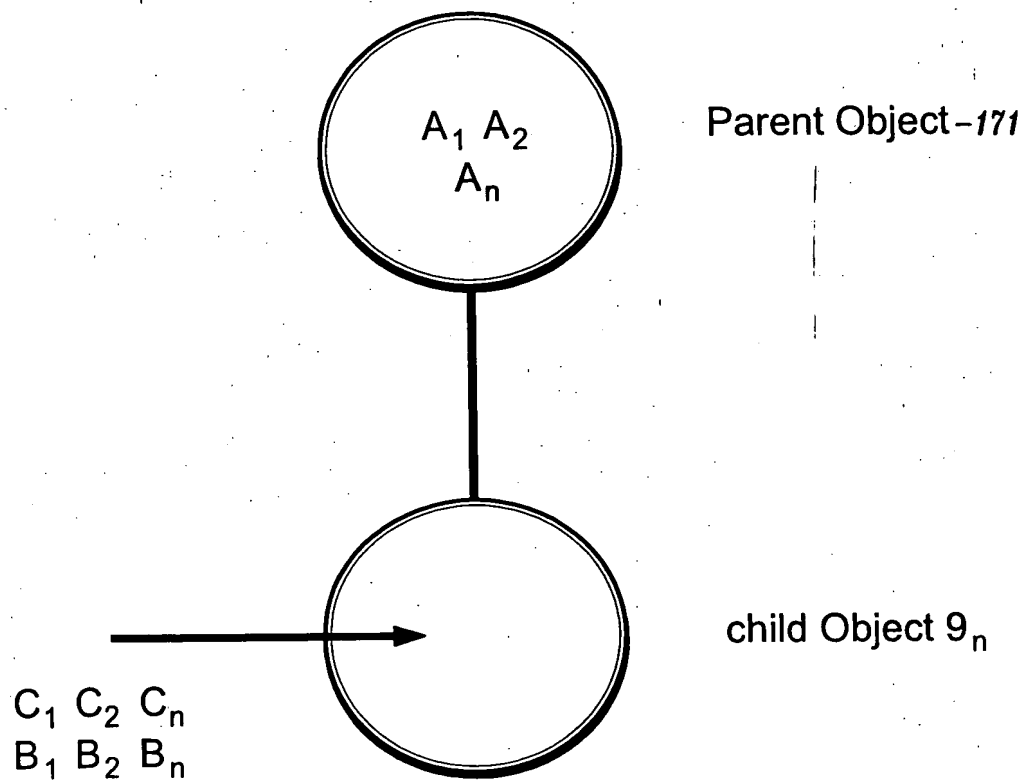 A₁ A₂
Aₙ
Parent Object -171
child Object 9ₙ
C₁ C₂ Cₙ
B₁ B₂ Bₙ